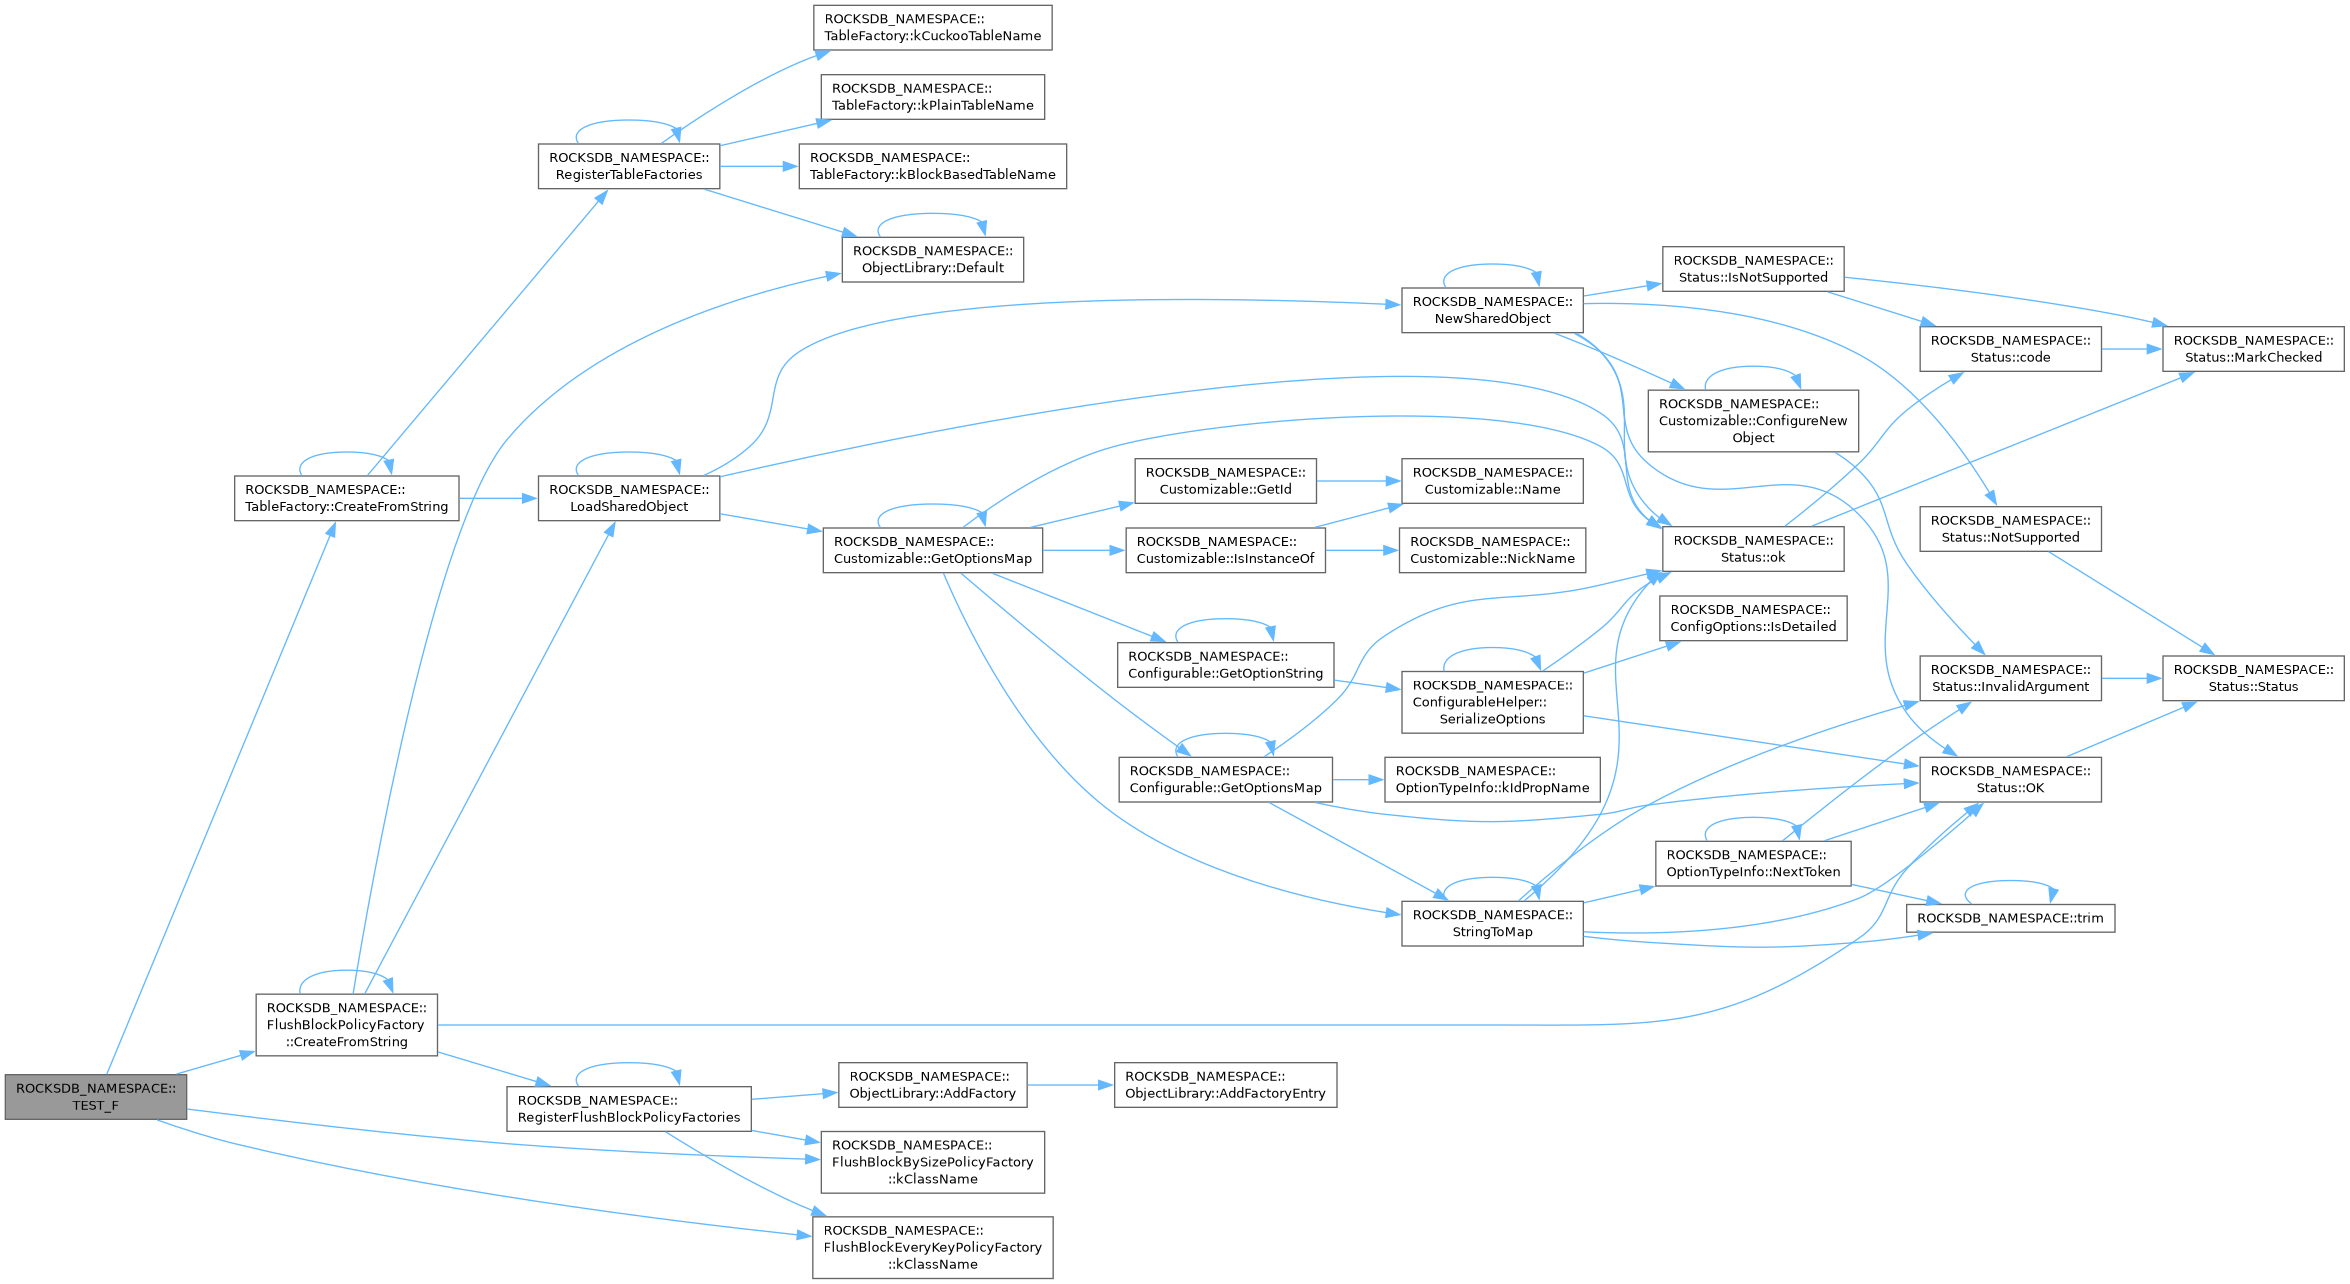 ROCKSDB_NAMESPACE::
TableFactory::kCuckooTableName
ROCKSDB_NAMESPACE::
TableFactory::kPlainTableName
ROCKSDB_NAMESPACE::
RegisterTableFactories
ROCKSDB_NAMESPACE::
TableFactory::kBlockBasedTableName
ROCKSDB_NAMESPACE::
ObjectLibrary::Default
ROCKSDB_NAMESPACE::
NewSharedObject
ROCKSDB_NAMESPACE::
Status::IsNotSupported
ROCKSDB_NAMESPACE::
Status::code
ROCKSDB_NAMESPACE::
Status::MarkChecked
ROCKSDB_NAMESPACE::
Customizable::ConfigureNew
Object
ROCKSDB_NAMESPACE::
TableFactory::CreateFromString
ROCKSDB_NAMESPACE::
LoadSharedObject
ROCKSDB_NAMESPACE::
Customizable::GetOptionsMap
ROCKSDB_NAMESPACE::
Customizable::GetId
ROCKSDB_NAMESPACE::
Customizable::Name
ROCKSDB_NAMESPACE::
Customizable::IsInstanceOf
ROCKSDB_NAMESPACE::
Customizable::NickName
ROCKSDB_NAMESPACE::
Status::ok
ROCKSDB_NAMESPACE::
Status::NotSupported
ROCKSDB_NAMESPACE::
ConfigOptions::IsDetailed
ROCKSDB_NAMESPACE::
Configurable::GetOptionString
ROCKSDB_NAMESPACE::
ConfigurableHelper::
SerializeOptions
ROCKSDB_NAMESPACE::
Status::InvalidArgument
ROCKSDB_NAMESPACE::
Status::Status
ROCKSDB_NAMESPACE::
Configurable::GetOptionsMap
ROCKSDB_NAMESPACE::
OptionTypeInfo::kIdPropName
ROCKSDB_NAMESPACE::
Status::OK
ROCKSDB_NAMESPACE::
OptionTypeInfo::NextToken
ROCKSDB_NAMESPACE::
StringToMap
ROCKSDB_NAMESPACE::trim
ROCKSDB_NAMESPACE::
FlushBlockPolicyFactory
::CreateFromString
ROCKSDB_NAMESPACE::
TEST_F
ROCKSDB_NAMESPACE::
RegisterFlushBlockPolicyFactories
ROCKSDB_NAMESPACE::
ObjectLibrary::AddFactory
ROCKSDB_NAMESPACE::
ObjectLibrary::AddFactoryEntry
ROCKSDB_NAMESPACE::
FlushBlockBySizePolicyFactory
::kClassName
ROCKSDB_NAMESPACE::
FlushBlockEveryKeyPolicyFactory
::kClassName